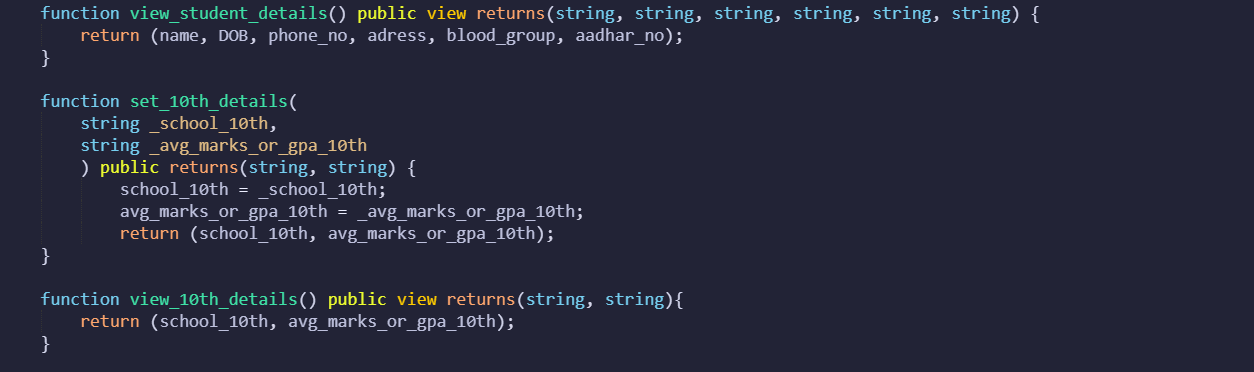 function view_student_details() public view returns(string, string, string, string, string, string) {
    return (name, DOB, phone_no, adress, blood_group, aadhar_no);
}

function set_10th_details(
    string _school_10th,
    string _avg_marks_or_gpa_10th
    ) public returns(string, string) {
        school_10th = _school_10th;
        avg_marks_or_gpa_10th = _avg_marks_or_gpa_10th;
        return (school_10th, avg_marks_or_gpa_10th);
}

function view_10th_details() public view returns(string, string){
    return (school_10th, avg_marks_or_gpa_10th);
}